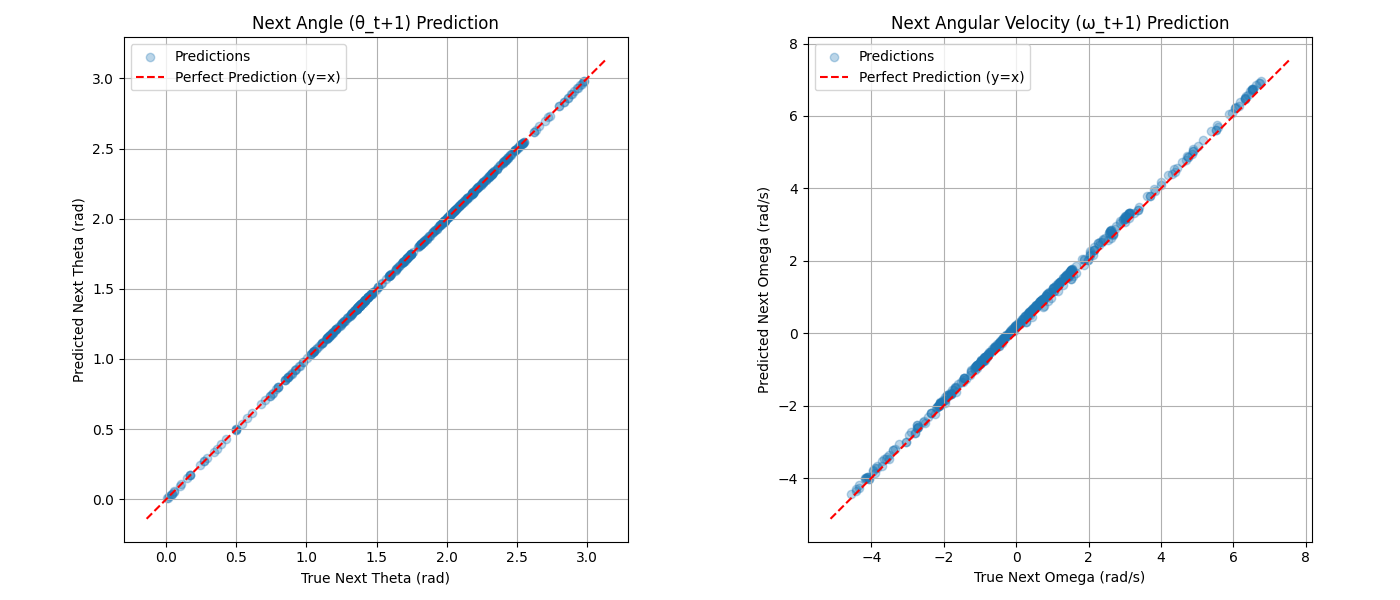 Next Angle (θ_t+1) Prediction
Predictions
Perfect Prediction (y=x)
Predicted Next Theta (rad)
3.0
2.5
2.0
1.5
1.0
0.5
0.0
0.0 0.5 1.0 1.5 2.0 2.5 3.0
True Next Theta (rad)
Next Angular Velocity (ω_t+1) Prediction
Predictions
Perfect Prediction (y=x)
Predicted Next Omega (rad/s)
8
6
4
2
0
−2
−4
−4 −2 0 2 4 6 8
True Next Omega (rad/s)